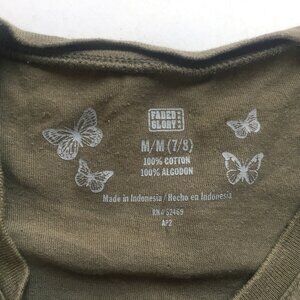 FADED
GLORY
M/M (7/8)
100% COTTON
100% ALGODON
Made in Indonesia / Hecho en Indonesia
RN# 52469
AP2